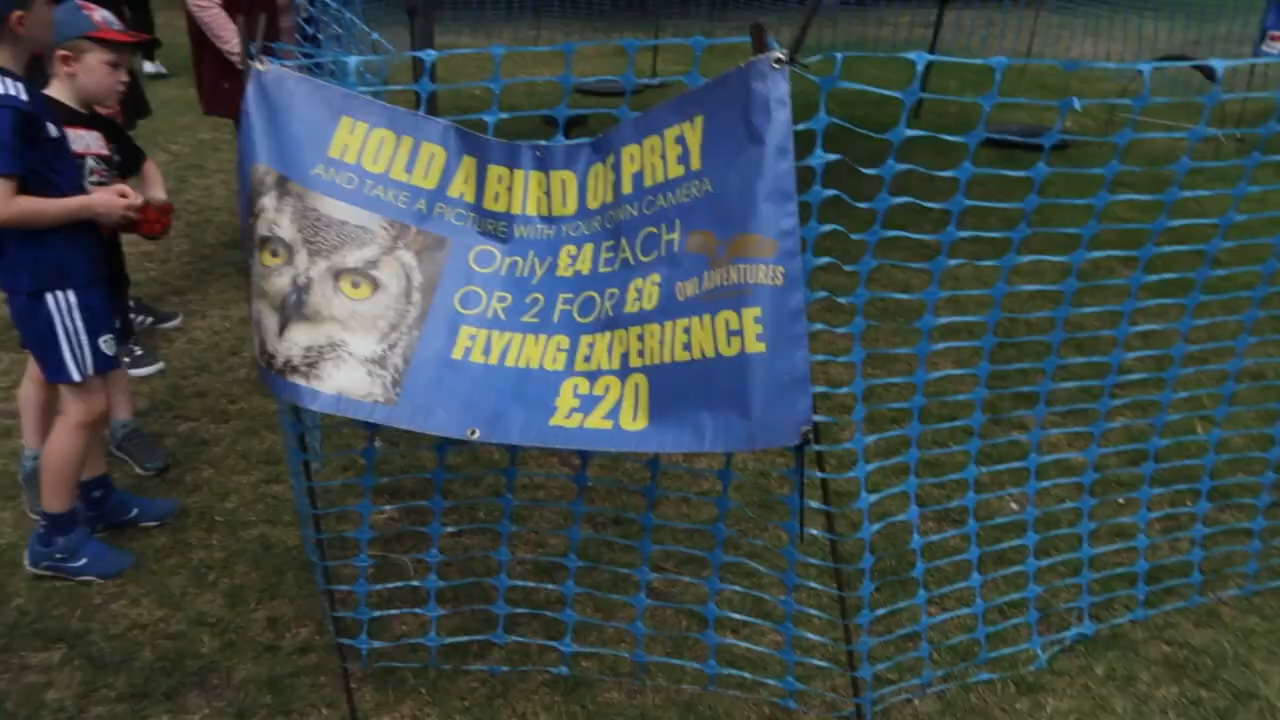 HOLD A BIRD OF PREY
AND TAKE A PICTURE WITH YOUR OWN CAMERA
Only £4 EACH
OR 2 FOR £6
OWL ADVENTURES
FLYING EXPERIENCE
£20